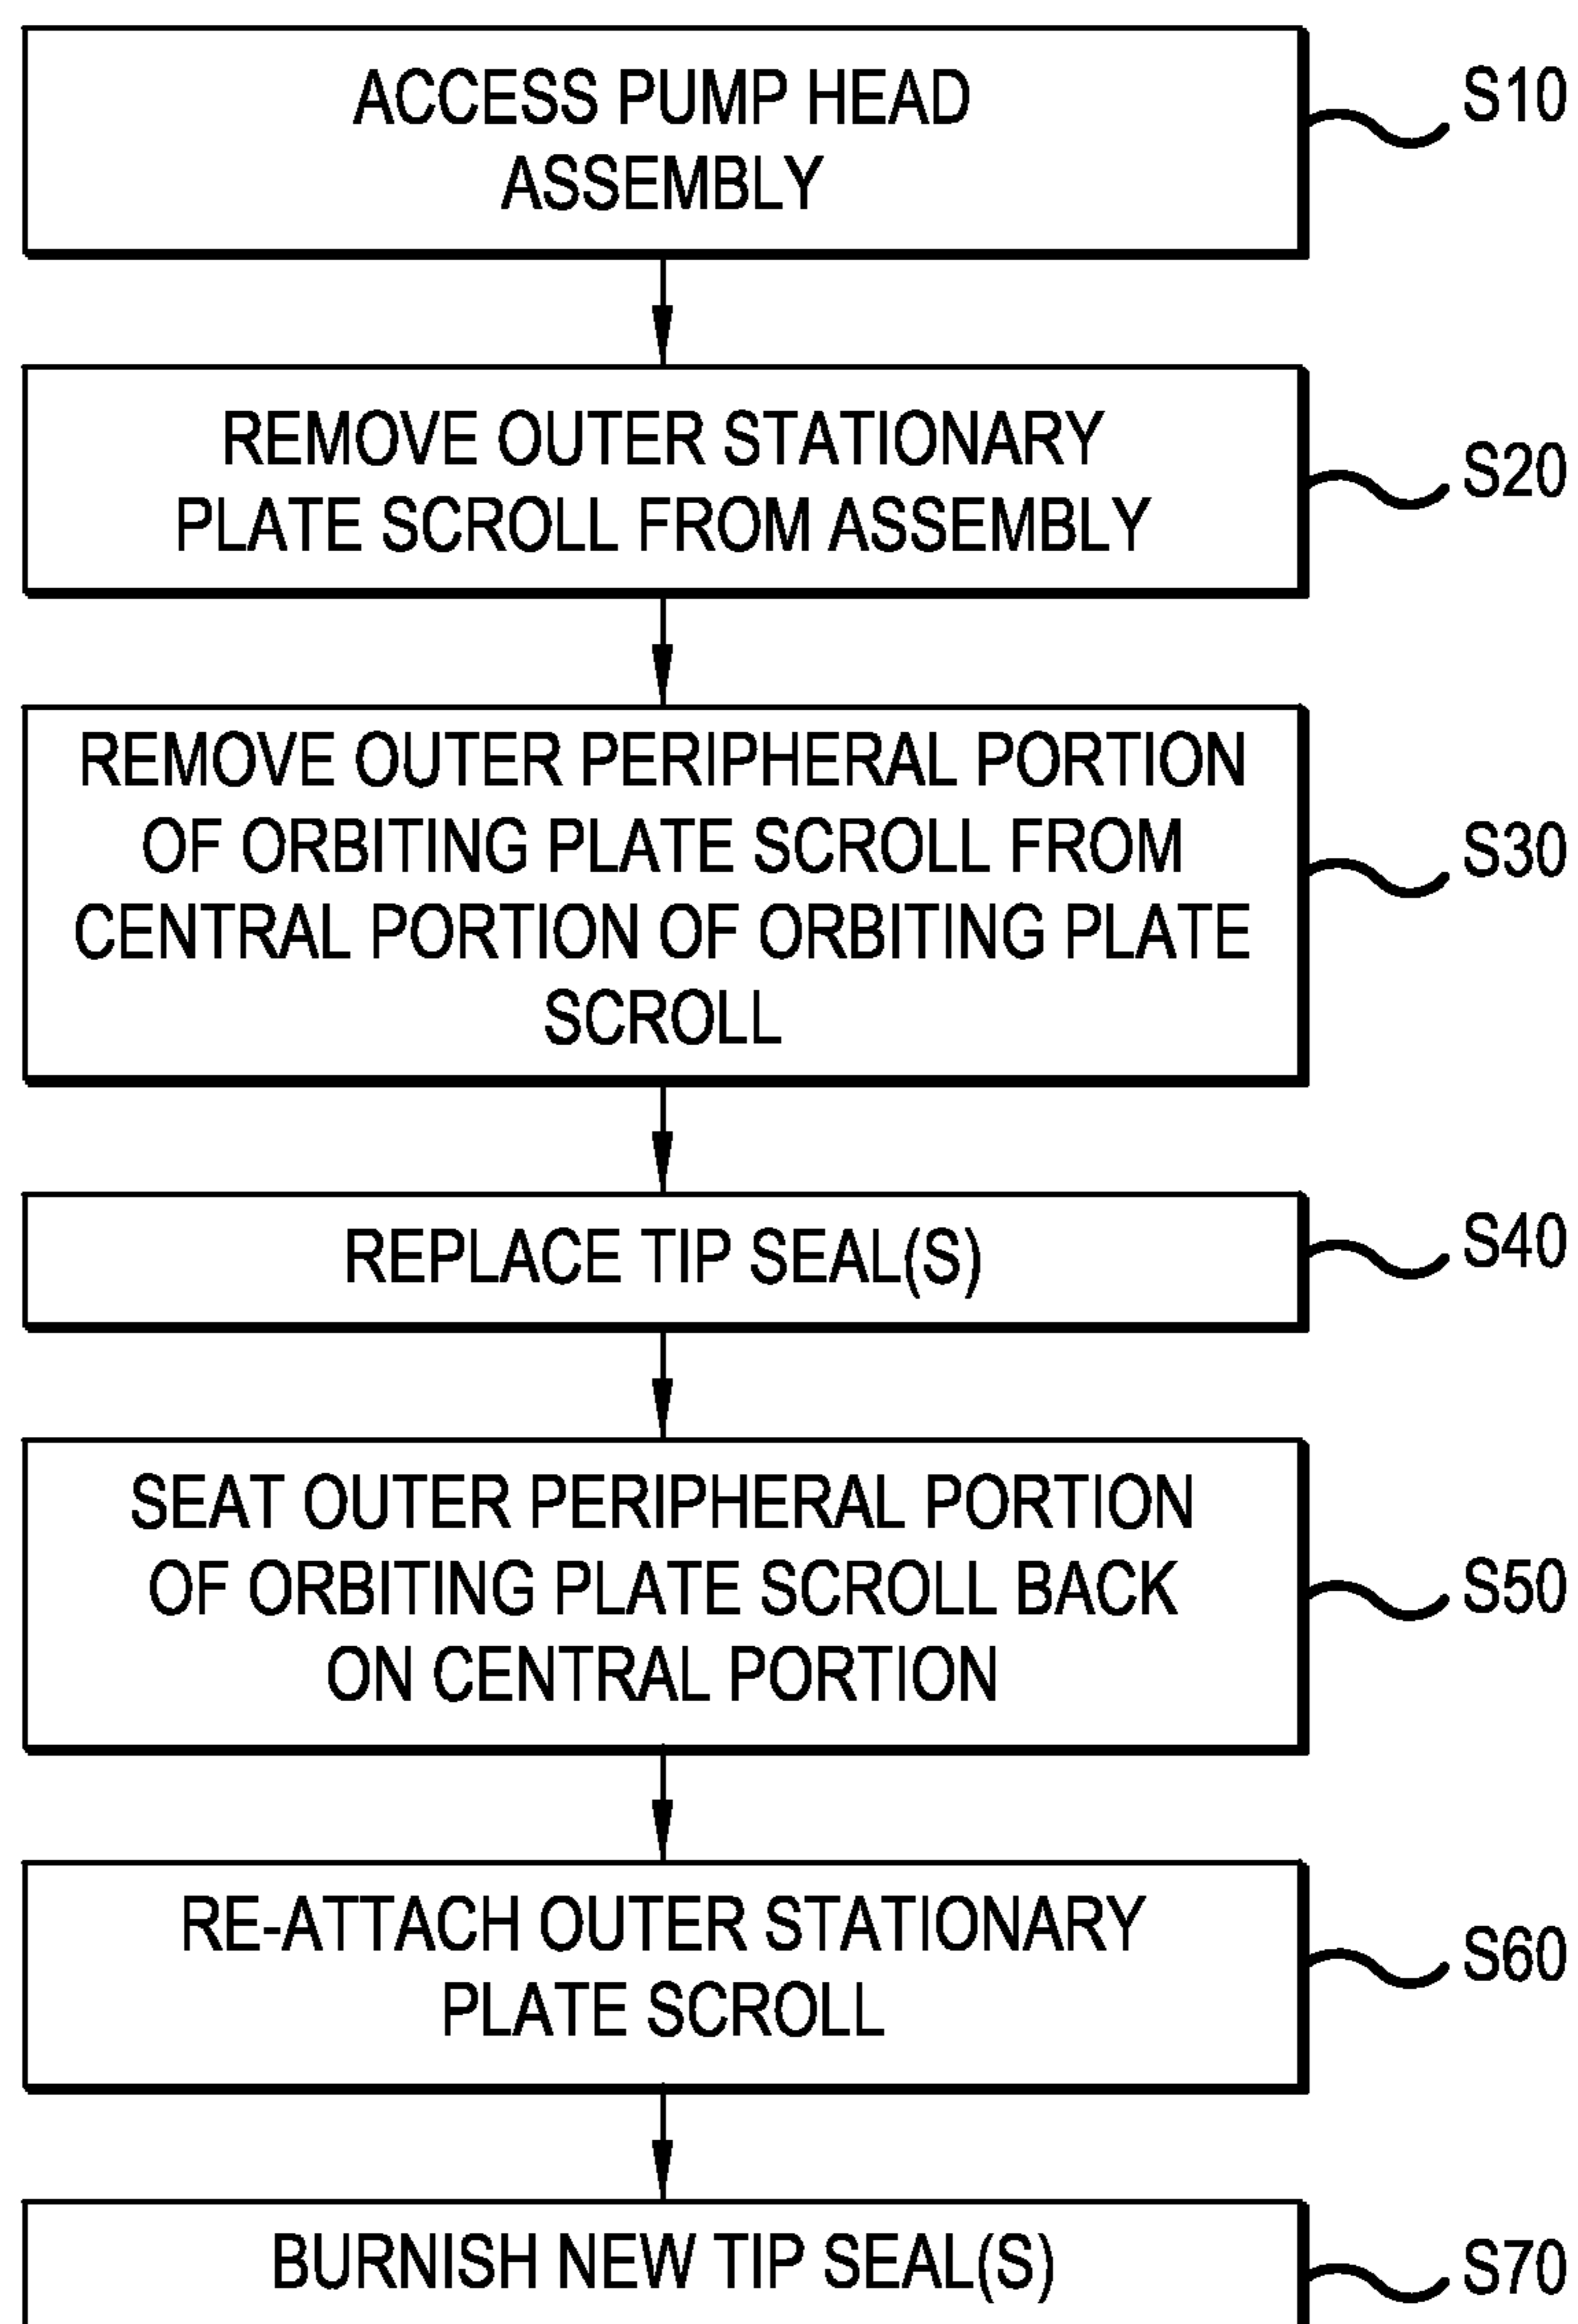 ACCESS PUMP HEAD
ASSEMBLY
S10
REMOVE OUTER STATIONARY
PLATE SCROLL FROM ASSEMBLY
S20
REMOVE OUTER PERIPHERAL PORTION
OF ORBITING PLATE SCROLL FROM
CENTRAL PORTION OF ORBITING PLATE
SCROLL
S30
REPLACE TIP SEAL(S)
S40
SEAT OUTER PERIPHERAL PORTION
OF ORBITING PLATE SCROLL BACK
ON CENTRAL PORTION
S50
RE-ATTACH OUTER STATIONARY
PLATE SCROLL
S60
BURNISH NEW TIP SEAL(S)
S70